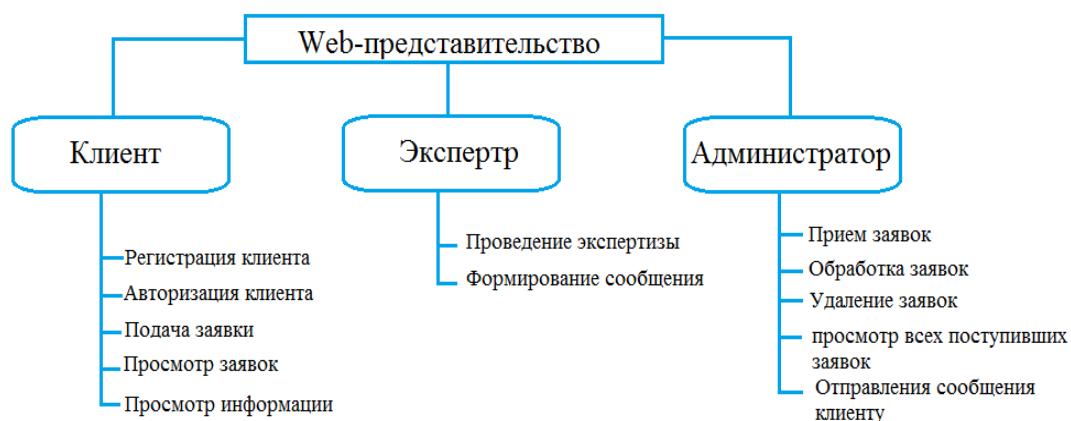 Web-представительство
Клиент
Экспертр
Администратор
Регистрация клиента
Авторизация клиента
Подача заявки
Просмотр заявок
Просмотр информации
Проведение экспертизы
Формирование сообщения
Прием заявок
Обработка заявок
Удаление заявок
просмотр всех поступивших
заявок
Отправления сообщения
клиенту